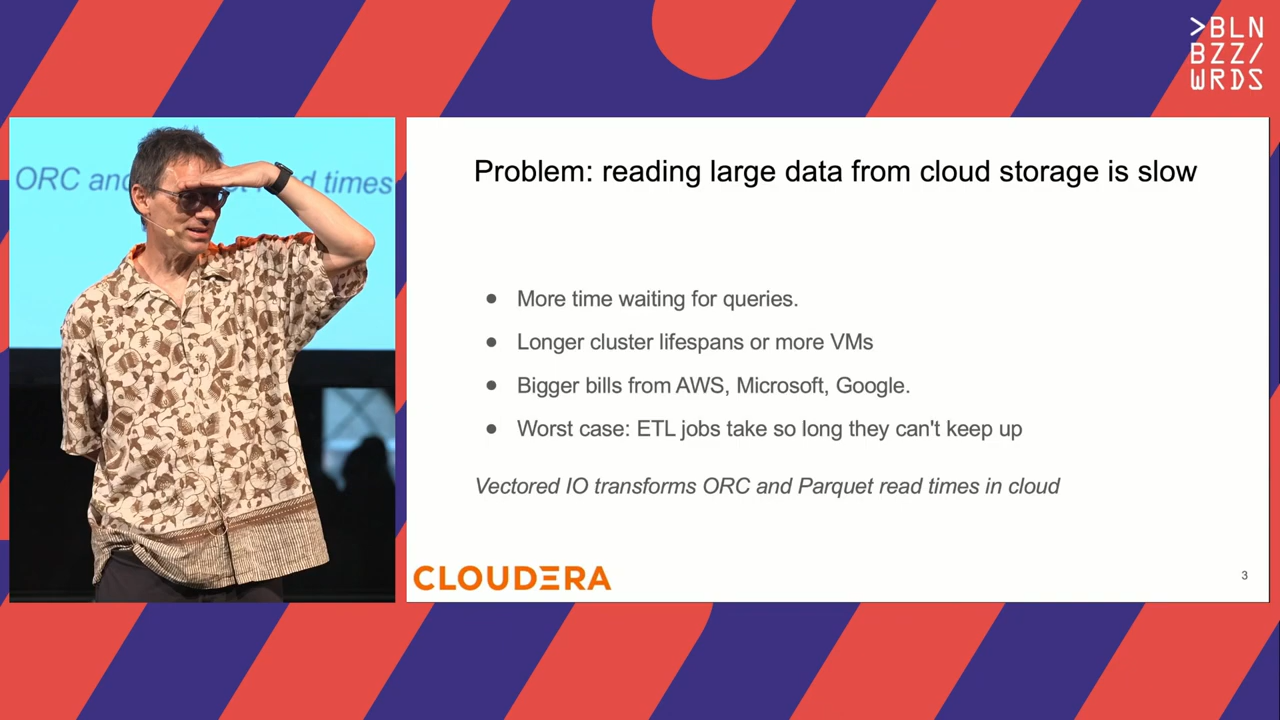 >BLN
BZZ/
WRDS
ORC and
et read times
Problem: reading large data from cloud storage is slow
● More time waiting for queries.
● Longer cluster lifespans or more VMs
● Bigger bills from AWS, Microsoft, Google.
● Worst case: ETL jobs take so long they can't keep up
Vectored IO transforms ORC and Parquet read times in cloud
CLOUDERA
3